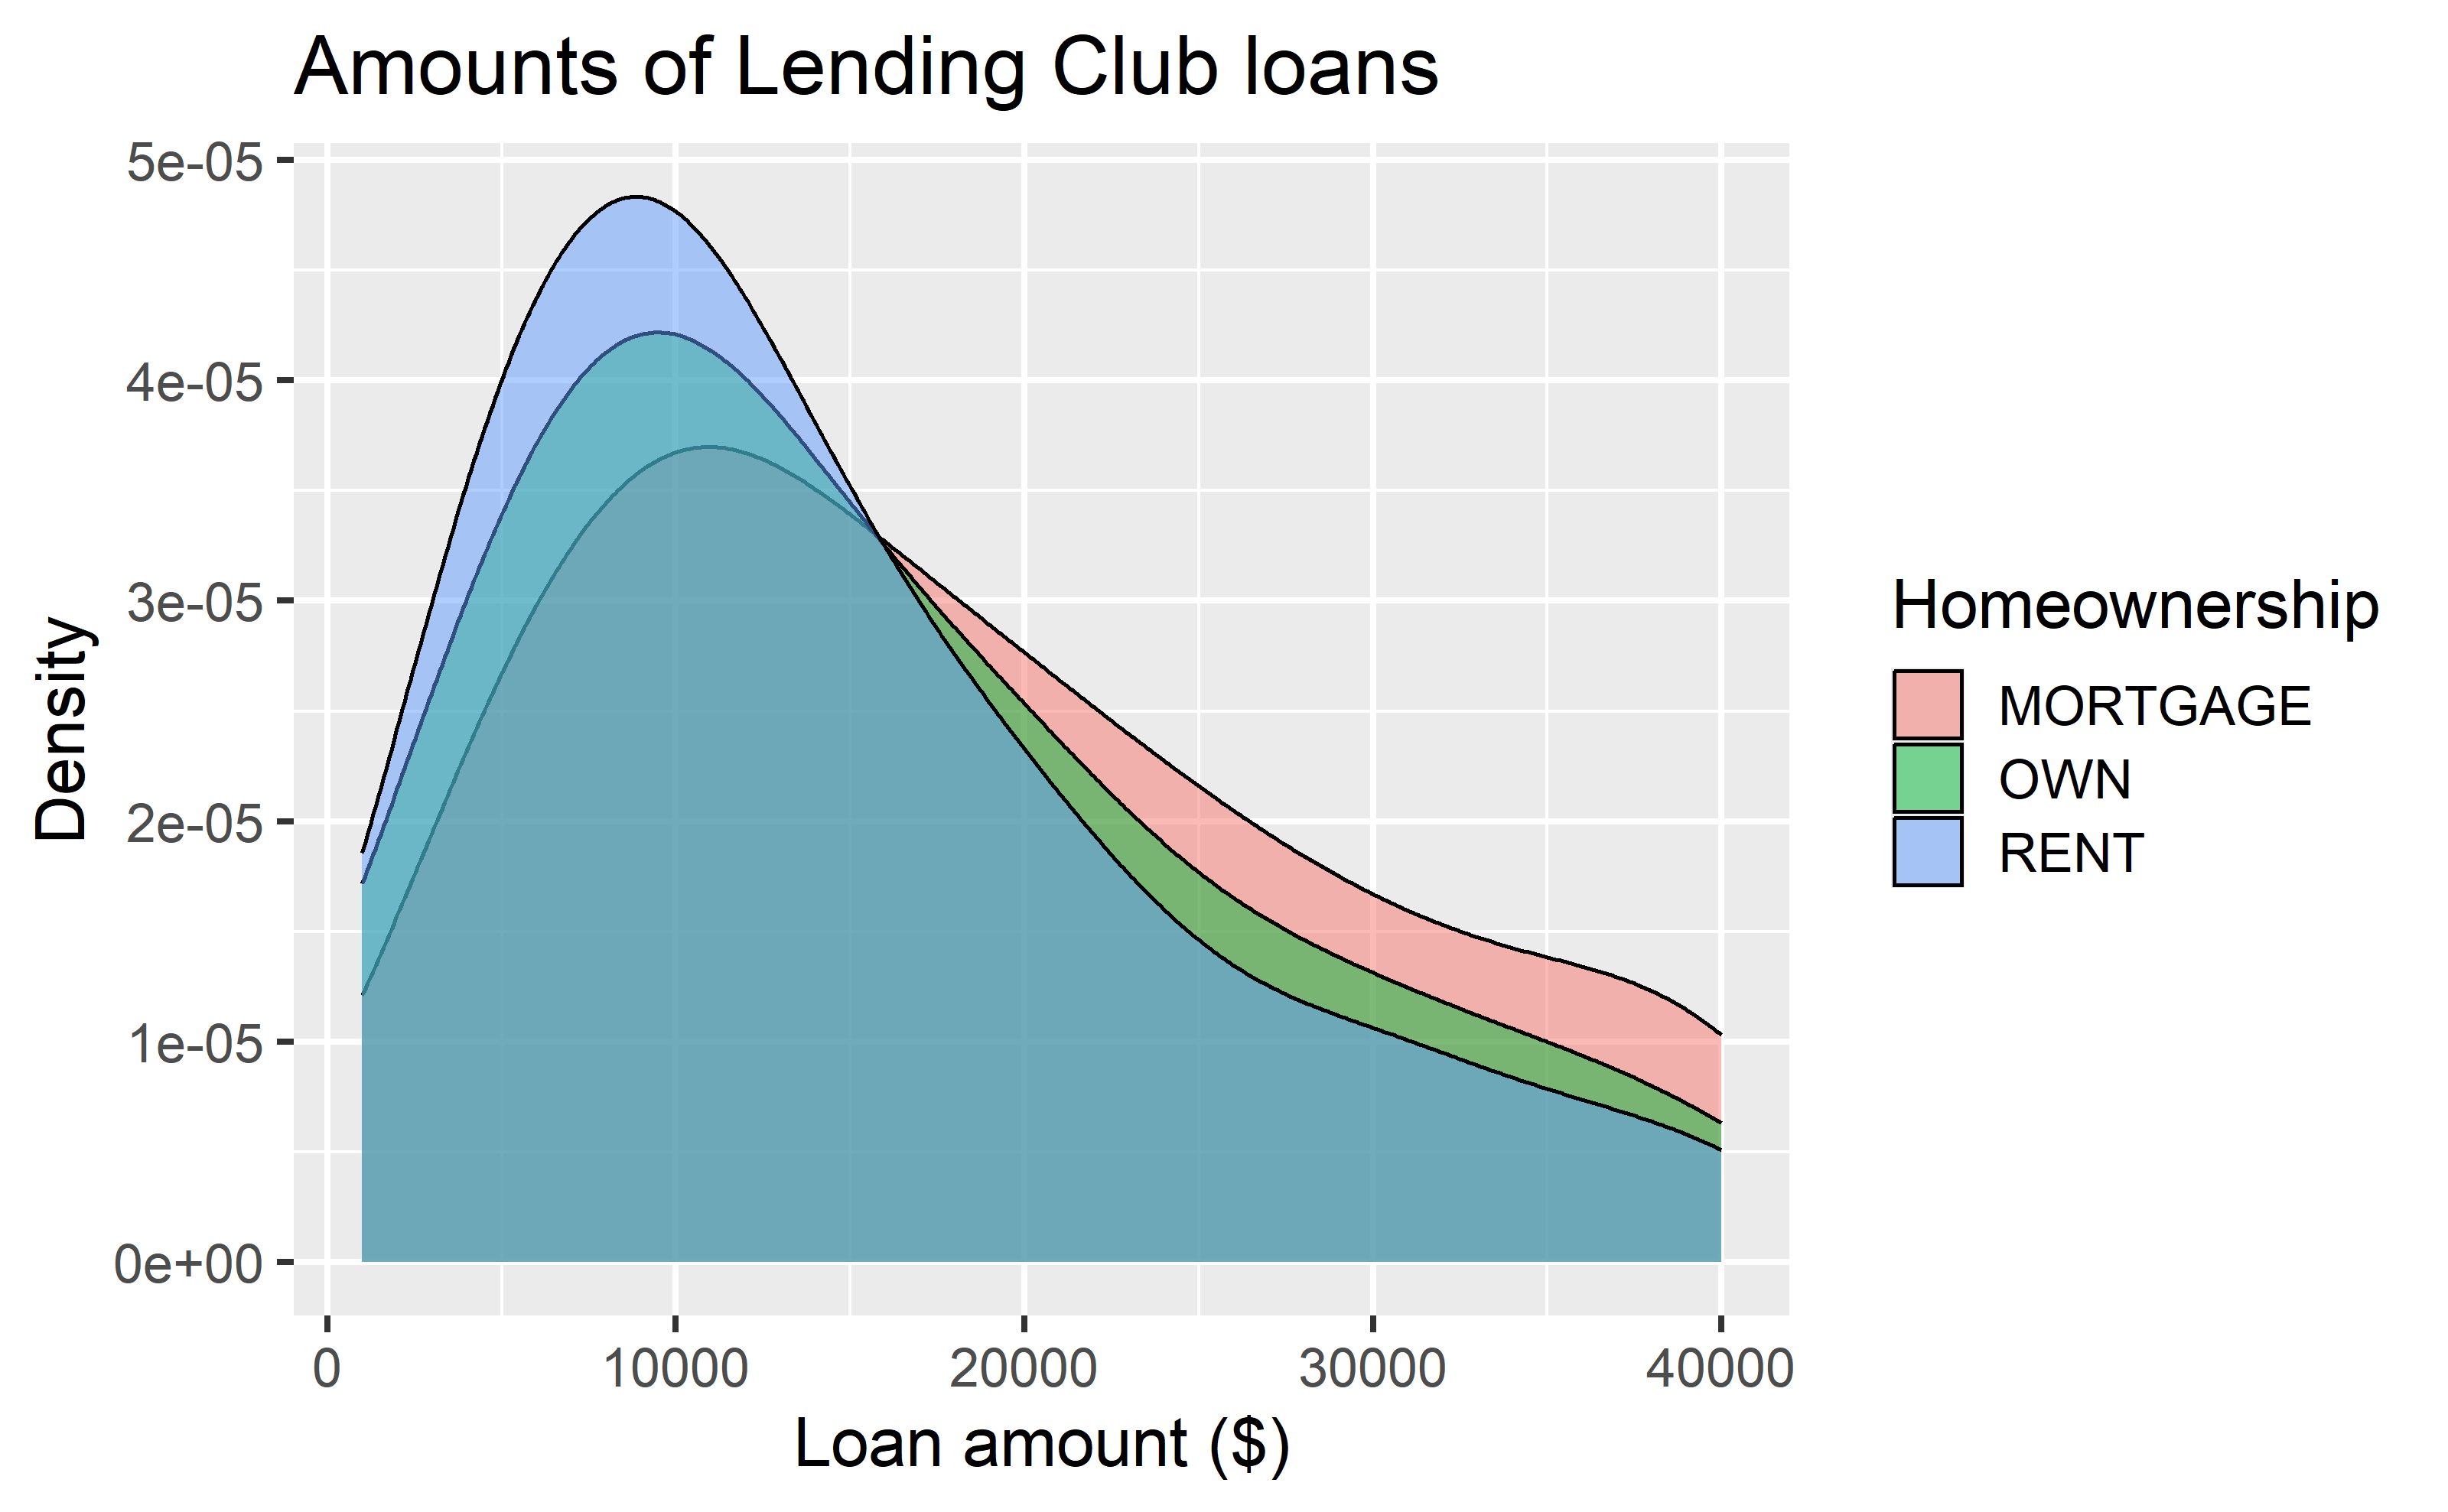 Amounts of Lending Club loans
5e-05
4e-05
3e-05
2e-05
1e-05
0e+00
Density
0
10000
20000
30000
40000
Loan amount ($)
Homeownership
MORTGAGE
OWN
RENT